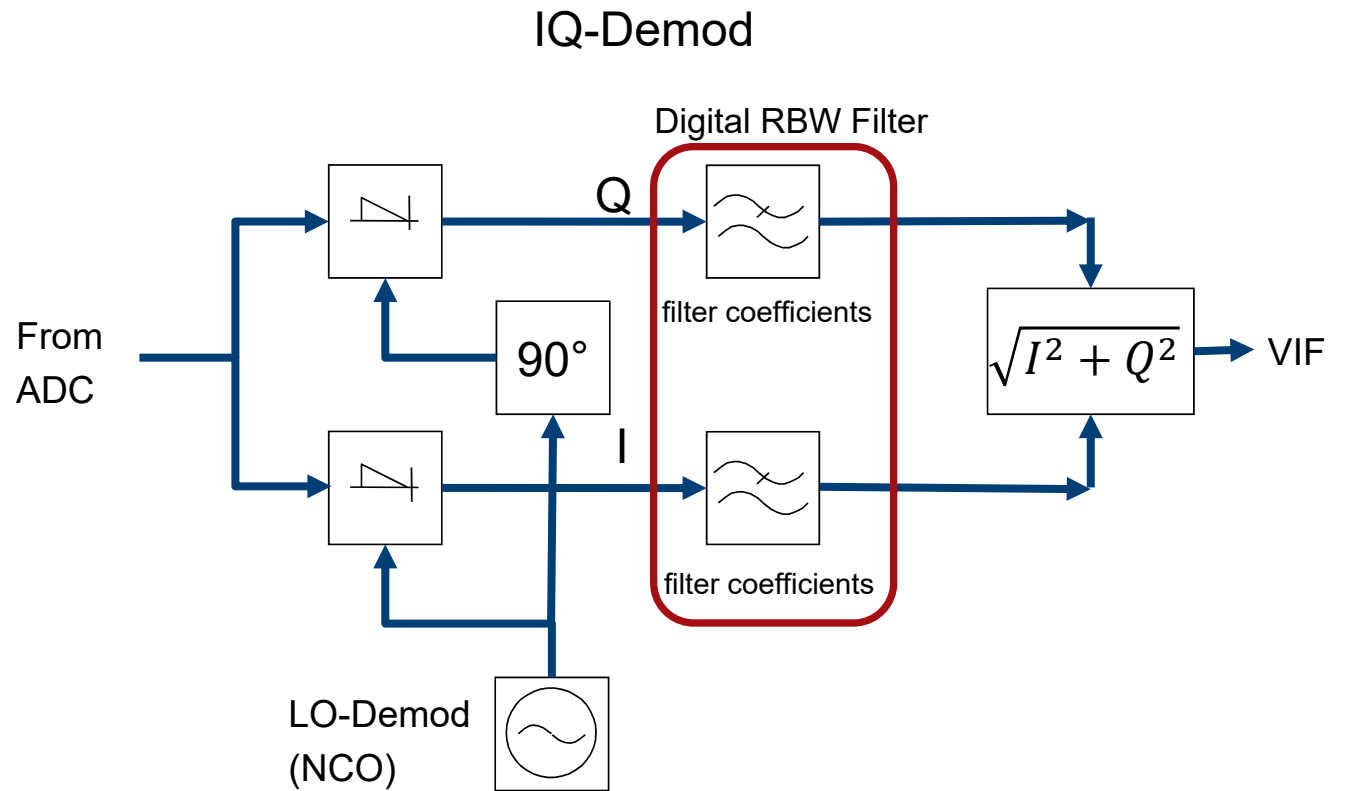 IQ-Demod
Digital RBW Filter
Q
filter coefficients
From
ADC
90°
√I² + Q²
VIF
I
filter coefficients
LO-Demod
(NCO)